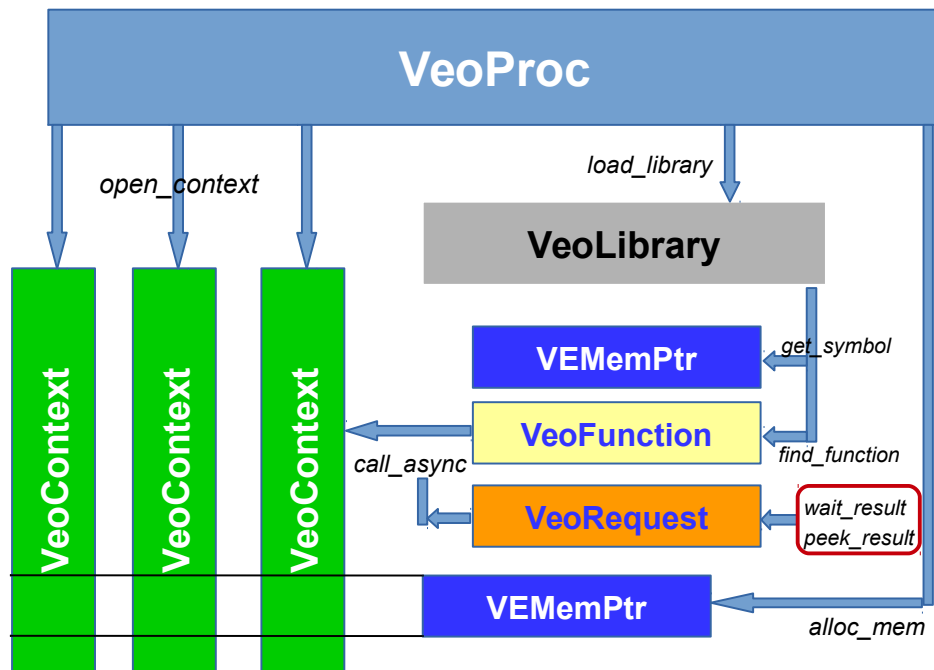 VeoProc
open_context
load_library
VeoLibrary
VeoContext
VeoContext
VeoContext
VEMemPtr
get_symbol
VeoFunction
find_function
call_async
VeoRequest
wait_result
peek_result
VEMemPtr
alloc_mem